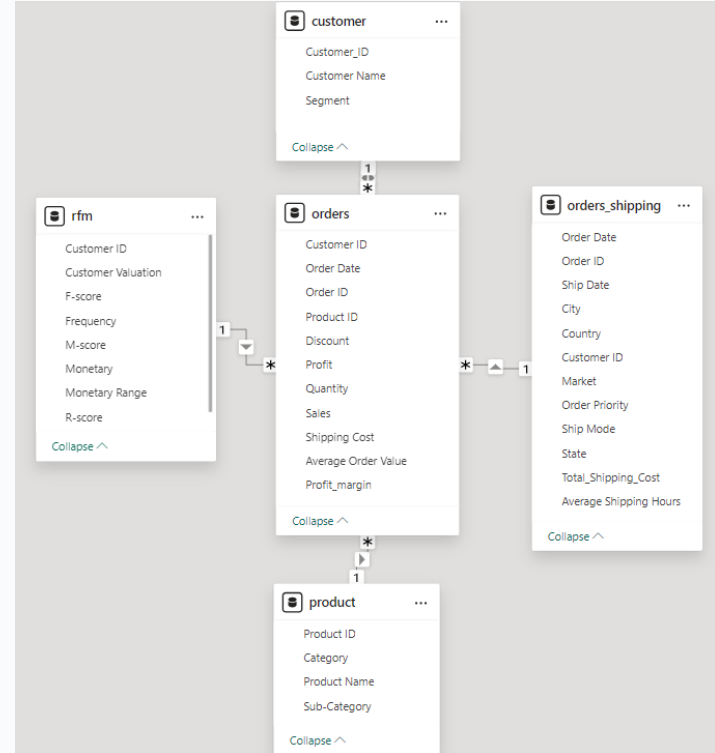 customer
...
Customer_ID
Customer Name
Segment
Collapse
1
*
rfm
...
Customer ID
Customer Valuation
F-score
Frequency
M-score
Monetary
Monetary Range
R-score
Collapse
1
*
orders
...
Customer ID
Order Date
Order ID
Product ID
Discount
Profit
Quantity
Sales
Shipping Cost
Average Order Value
Profit_margin
Collapse
*
1
orders_shipping
...
Order Date
Order ID
Ship Date
City
Country
Customer ID
Market
Order Priority
Ship Mode
State
Total_Shipping_Cost
Average Shipping Hours
Collapse
*
1
product
...
Product ID
Category
Product Name
Sub-Category
Collapse